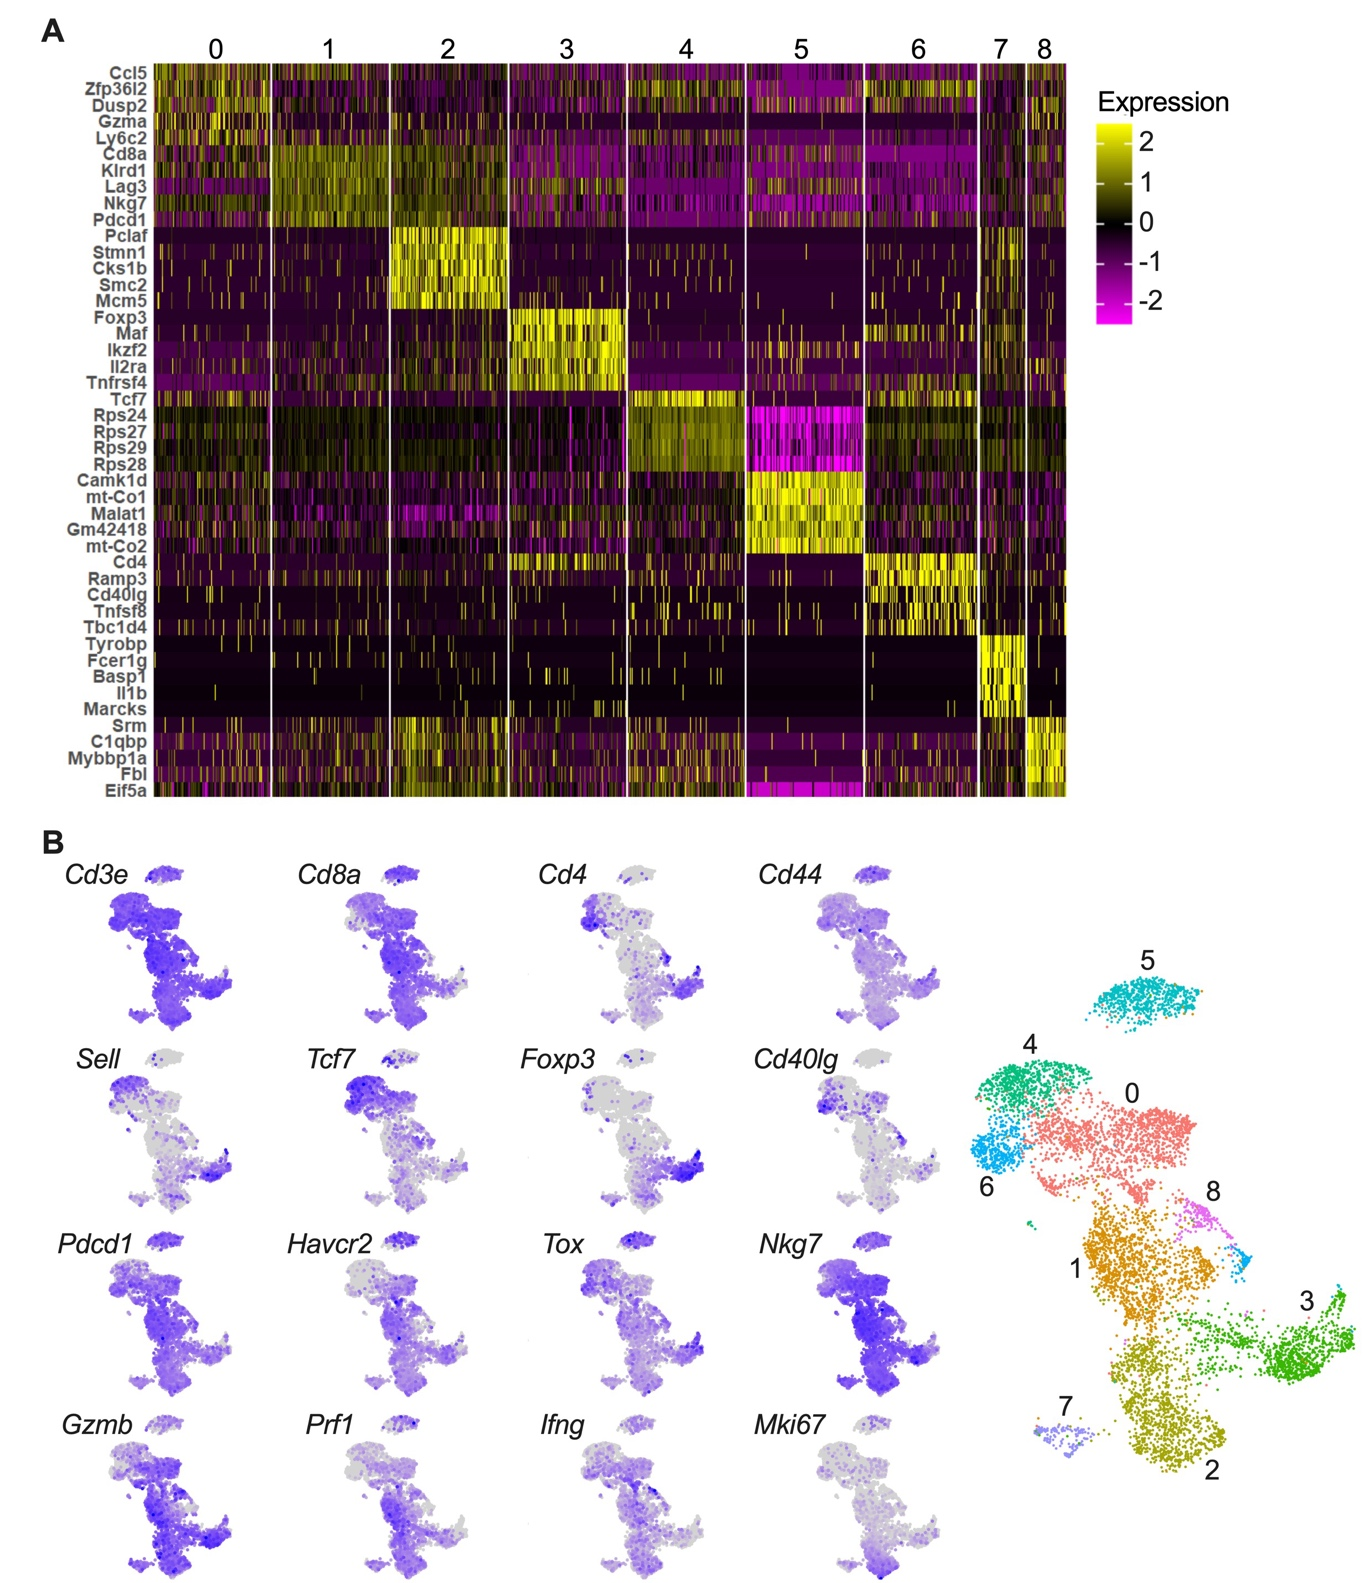 A
0 1 2 3 4 5 6 7 8
Ccl5
Zfp36l2
Dusp2
Gzma
Ly6c2
Cd8a
Klrd1
Lag3
Nkg7
Pdcd1
Pclaf
Stmn1
Cks1b
Smc2
Mcm5
Foxp3
Maf
Ikzf2
Il2ra
Tnfrsf4
Tcf7
Rps24
Rps27
Rps29
Rps28
Camk1d
mt-Co1
Malat1
Gm42418
mt-Co2
Cd4
Ramp3
Cd40lg
Tnfsf8
Tbc1d4
Tyrobp
Fcer1g
Basp1
Il1b
Marcks
Srm
C1qbp
Mybbp1a
Fbl
Eif5a
Expression
2
1
0
-1
-2
B
Cd3e Cd8a Cd4 Cd44
Sell Tcf7 Foxp3 Cd40lg
Pdcd1 Havcr2 Tox Nkg7
Gzmb Prf1 Ifng Mki67
5
4
0
6
8
1
3
7
2